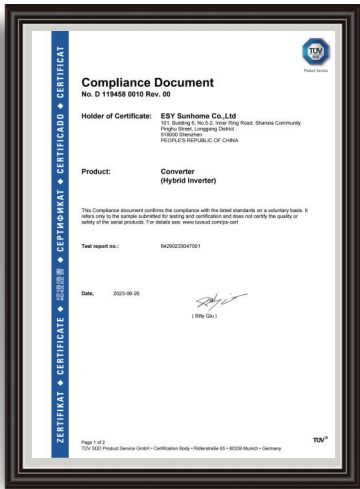 TÜV
SÜD
Product Service
Compliance Document
No. D 119458 0010 Rev. 00
Holder of Certificate: ESY Sunhome Co.,Ltd
101, Building 6, No.5-2, Inner Ring Road, Shanxia Community
Pinghu Street, Longgang District
518000 Shenzhen
PEOPLE'S REPUBLIC OF CHINA
Product: Converter
(Hybrid Inverter)
This Compliance document confirms the compliance with the listed standards on a voluntary basis. It
refers only to the sample submitted for testing and certification and does not certify the quality or
safety of the serial products. For details see: www.tuvsud.com/ps-cert
Test report no.: 64290233047001
Date, 2023-06-26
( Billy Qiu )
Page 1 of 2
TÜV SÜD Product Service GmbH • Certification Body • Ridlerstraße 65 • 80339 Munich • Germany
TÜV®
ZERTIFIKAT ◆ CERTIFICATE ◆ 認證證書 ◆ СЕРТИФИКАТ ◆ CERTIFICADO ◆ CERTIFICAT